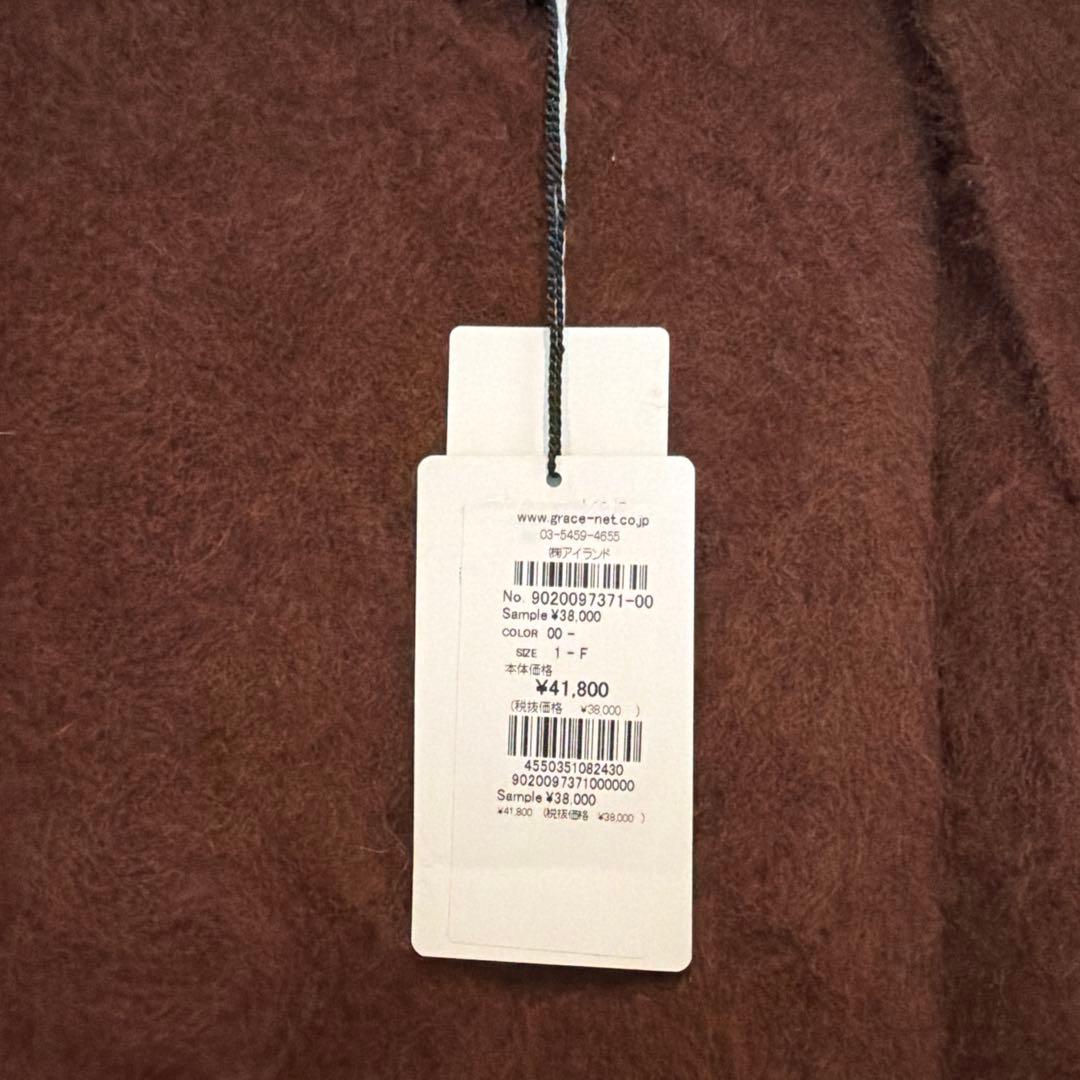 www.grace-net.co.jp
03-5459-4655
㈱アイランド
No. 9020097371-00
Sample ¥38,000
COLOR 00 -
SIZE 1 - F
本体価格
¥41,800
(税抜価格 ¥38,000 )
4550351082430
9020097371000000
Sample ¥38,000
¥41,800 (税抜価格 ¥38,000 )